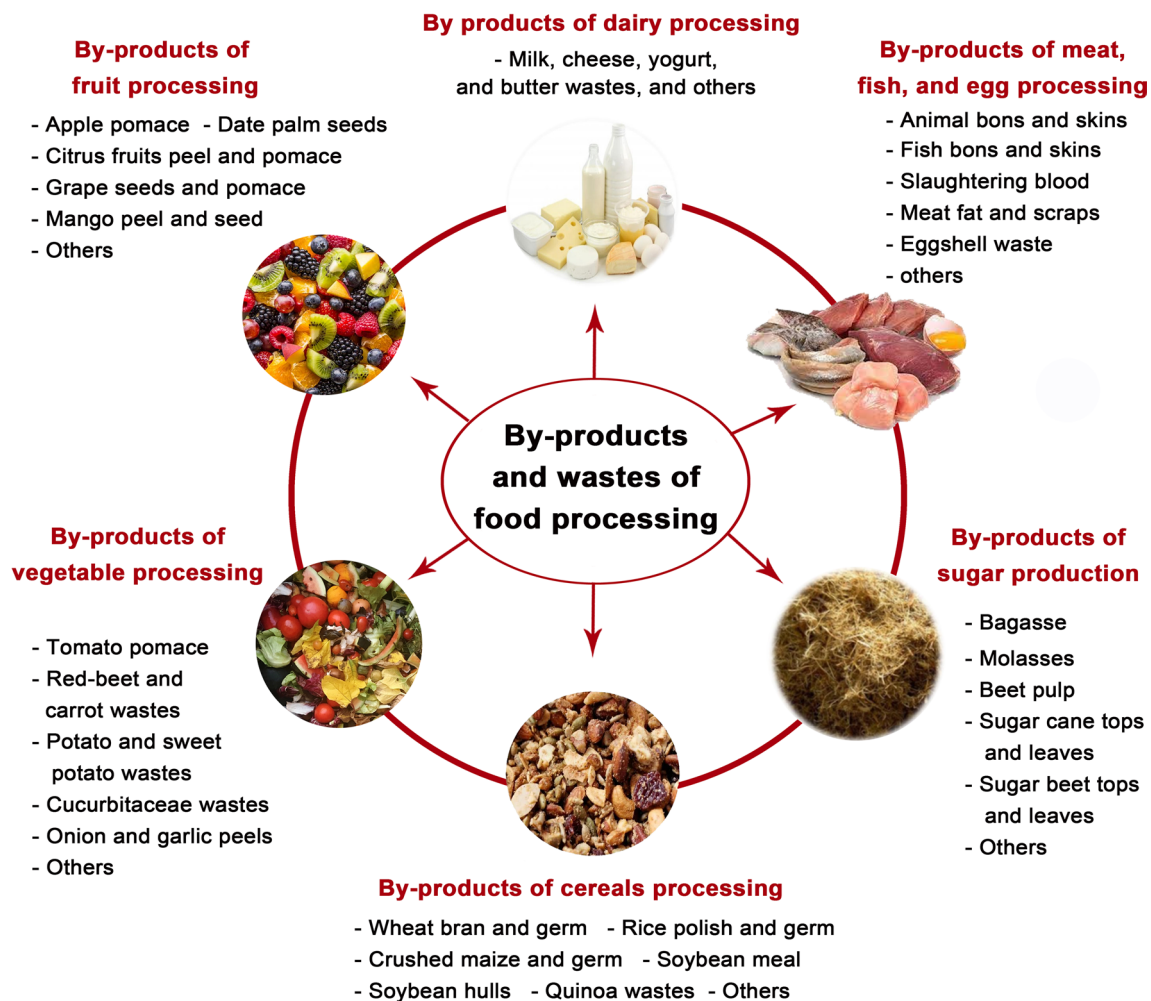 By products of dairy processing
- Milk, cheese, yogurt,
and butter wastes, and others
By-products of
fruit processing
- Apple pomace - Date palm seeds
- Citrus fruits peel and pomace
- Grape seeds and pomace
- Mango peel and seed
- Others
By-products of meat,
fish, and egg processing
- Animal bons and skins
- Fish bons and skins
- Slaughtering blood
- Meat fat and scraps
- Eggshell waste
- others
By-products
and wastes of
food processing
By-products of
vegetable processing
- Tomato pomace
- Red-beet and
carrot wastes
- Potato and sweet
potato wastes
- Cucurbitaceae wastes
- Onion and garlic peels
- Others
By-products of
sugar production
- Bagasse
- Molasses
- Beet pulp
- Sugar cane tops
and leaves
- Sugar beet tops
and leaves
- Others
By-products of cereals processing
- Wheat bran and germ - Rice polish and germ
- Crushed maize and germ - Soybean meal
- Soybean hulls - Quinoa wastes - Others